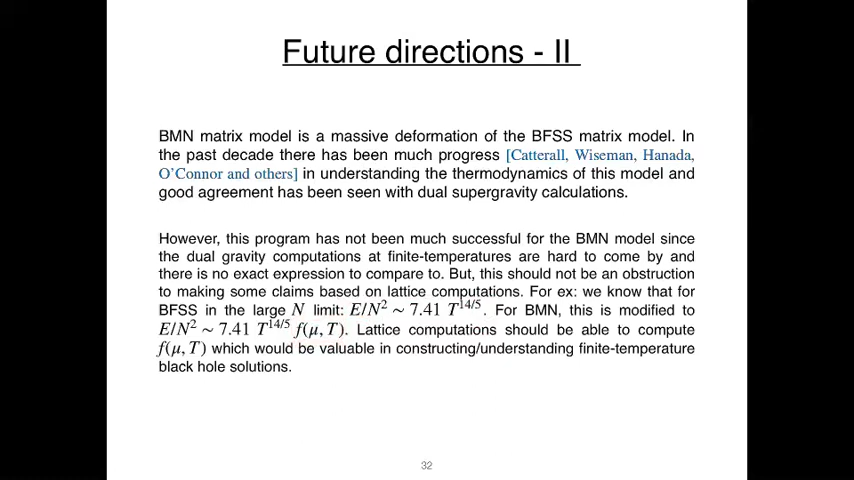 Future directions - II
BMN matrix model is a massive deformation of the BFSS matrix model. In
the past decade there has been much progress [Catterall, Wiseman, Hanada,
O'Connor and others] in understanding the thermodynamics of this model and
good agreement has been seen with dual supergravity calculations.
However, this program has not been much successful for the BMN model since
the dual gravity computations at finite-temperatures are hard to come by and
there is no exact expression to compare to. But, this should not be an obstruction
to making some claims based on lattice computations. For ex: we know that for
BFSS in the large N limit: E/N² ∼ 7.41 T^14/5. For BMN, this is modified to
E/N² ∼ 7.41 T^14/5 f(μ, T). Lattice computations should be able to compute
f(μ, T) which would be valuable in constructing/understanding finite-temperature
black hole solutions.
32